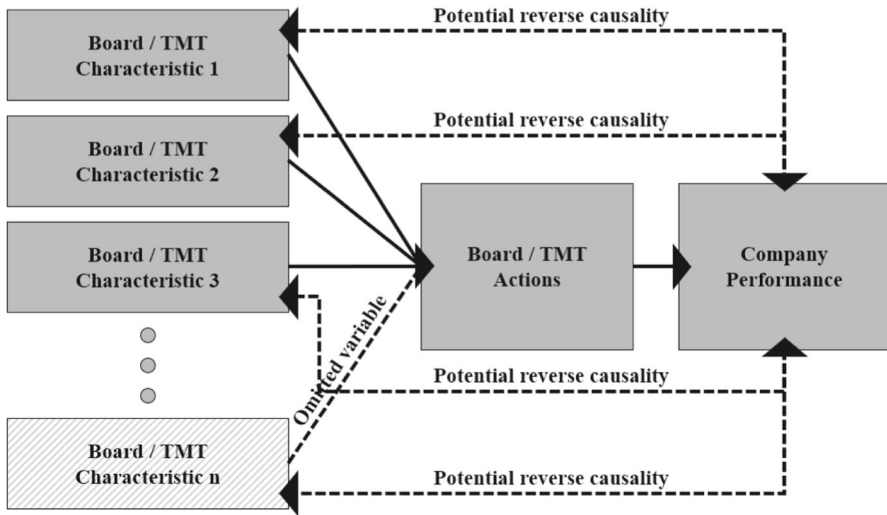 Potential reverse causality
Board / TMT
Characteristic 1
Potential reverse causality
Board / TMT
Characteristic 2
Board / TMT
Characteristic 3
Board / TMT
Actions
Company
Performance
Omitted variable
Potential reverse causality
Board / TMT
Characteristic n
Potential reverse causality